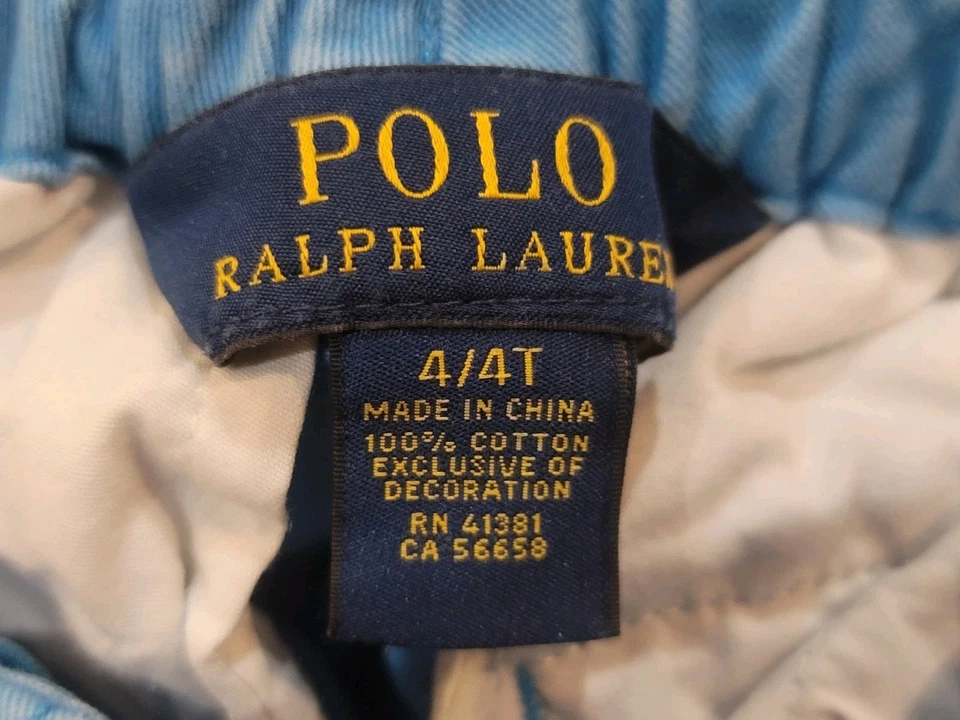 POLO
RALPH LAUREN
4/4T
MADE IN CHINA
100% COTTON
EXCLUSIVE OF
DECORATION
RN 41381
CA 56658